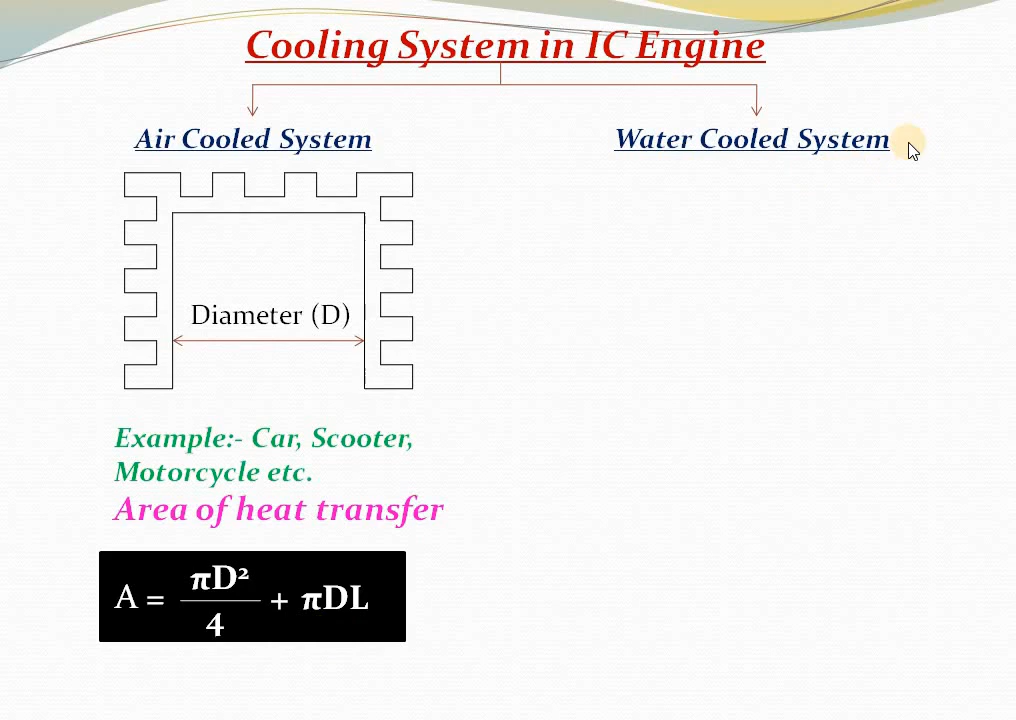 Cooling System in IC Engine
Air Cooled System
Water Cooled System
Diameter (D)
Example:- Car, Scooter,
Motorcycle etc.
Area of heat transfer
A = πD²/4 + πDL